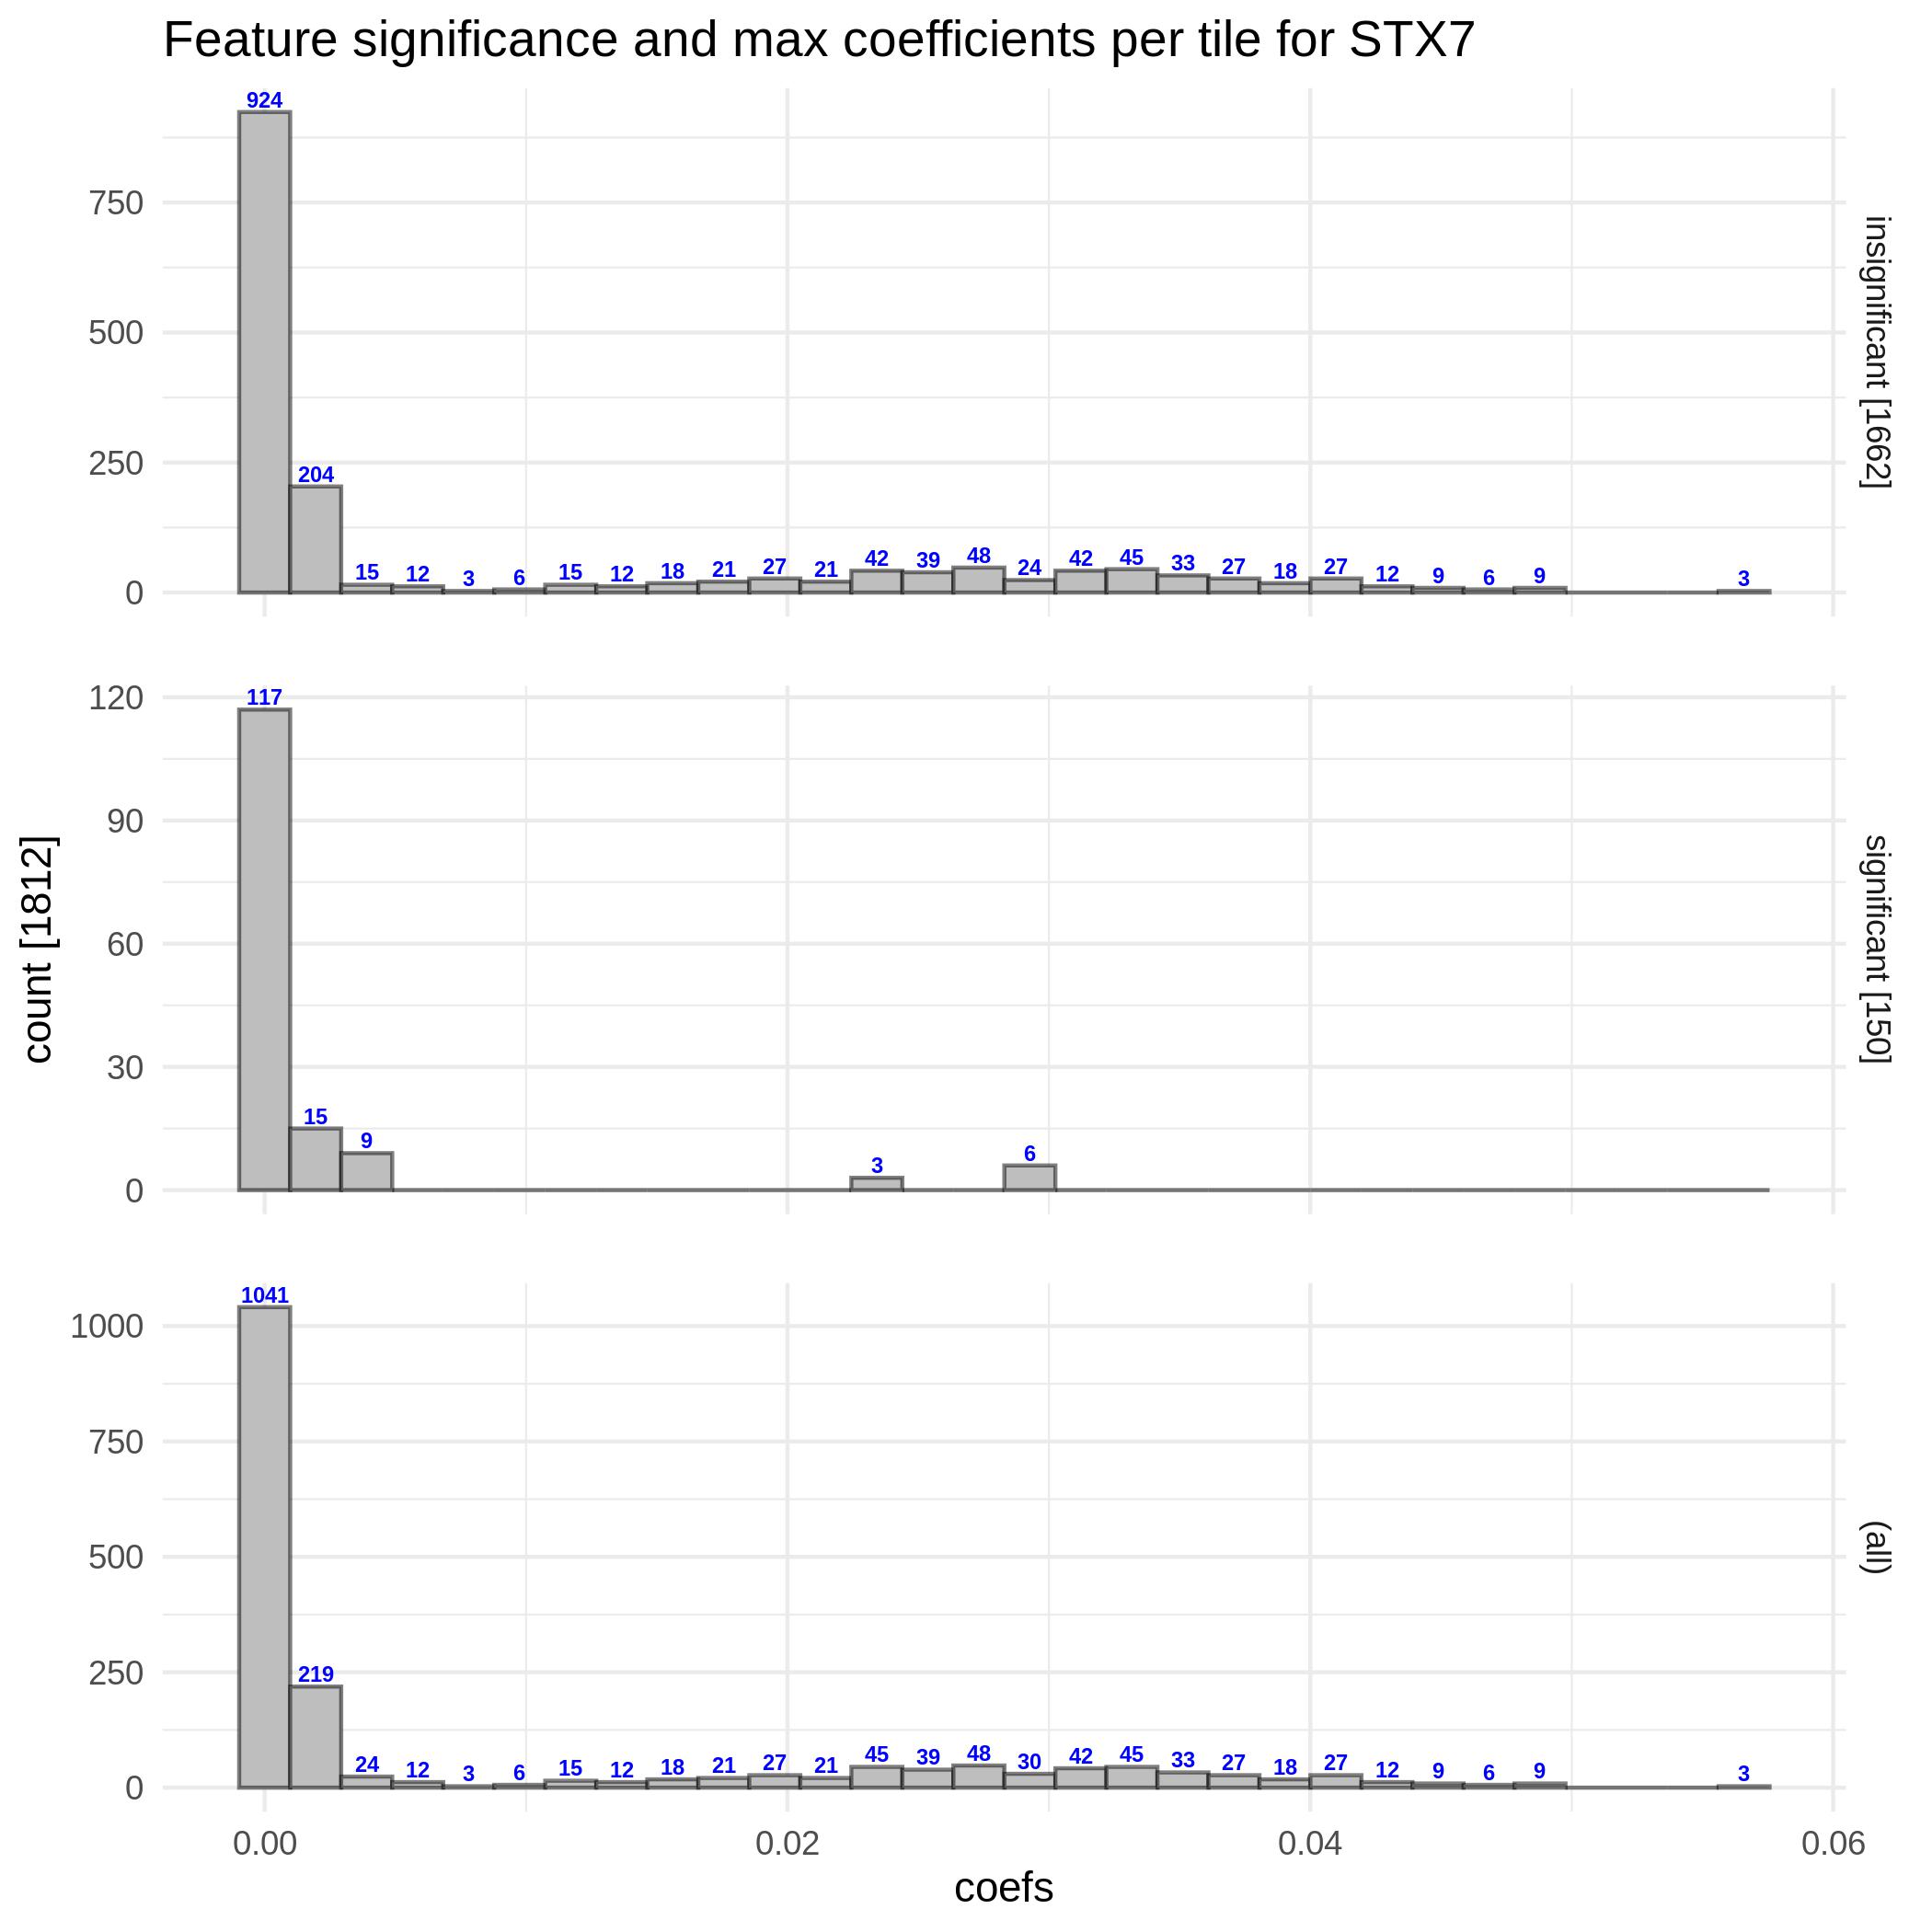 Feature significance and max coefficients per tile for STX7
924
750
500
250
204
15 12 3 6 15 12 18 21 27 21 42 39 48 24 42 45 33 27 18 27 12 9 6 9 3
0
insignificant [1662]
120
117
90
60
30
15
9
3
6
0
significant [150]
count [1812]
1041
1000
750
500
250
219
24 12 3 6 15 12 18 21 27 21 45 39 48 30 42 45 33 27 18 27 12 9 6 9 3
0
(all)
0.00 0.02 0.04 0.06
coefs